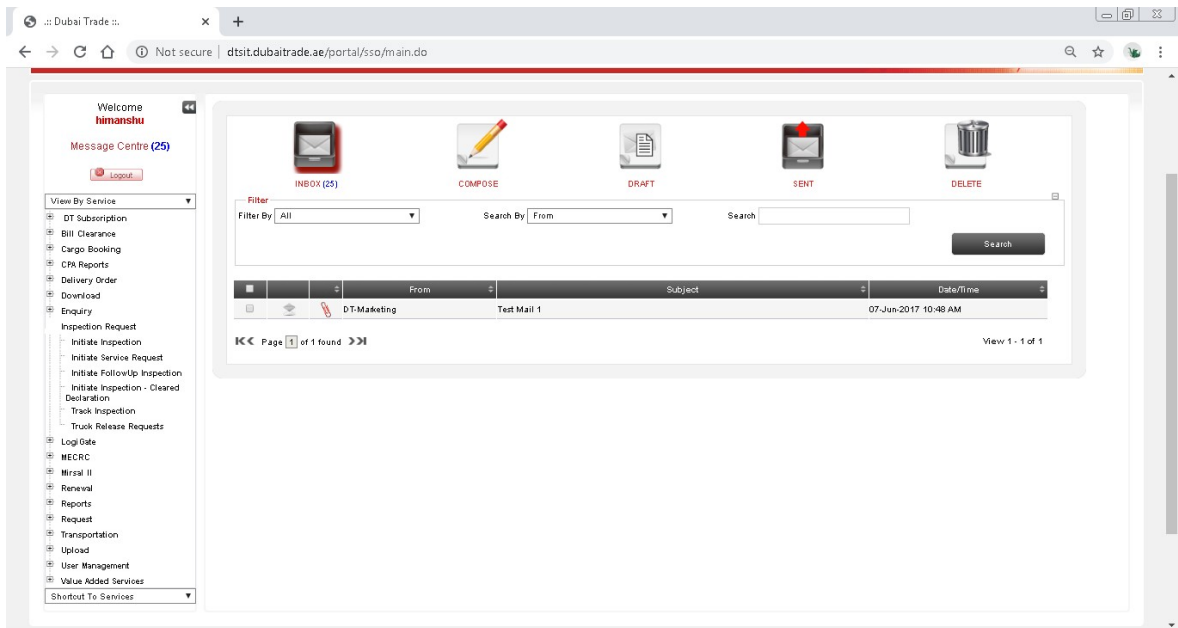 .:: Dubai Trade ::.
Not secure | dtsit.dubaitrade.ae/portal/sso/main.do
Welcome
himanshu
Message Centre (25)
Logout
View By Service
DT Subscription
Bill Clearance
Cargo Booking
CPA Reports
Delivery Order
Download
Enquiry
Inspection Request
Initiate Inspection
Initiate Service Request
Initiate FollowUp Inspection
Initiate Inspection - Cleared
Declaration
Track Inspection
Truck Release Requests
LogiGate
MECRC
Mirsal II
Renewal
Reports
Request
Transportation
Upload
User Management
Value Added Services
Shortcut To Services
INBOX (25) COMPOSE DRAFT SENT DELETE
Filter
Filter By All Search By From Search
Search
From Subject Date/Time
DT-Marketing Test Mail 1 07-Jun-2017 10:48 AM
Page 1 of 1 found View 1 - 1 of 1